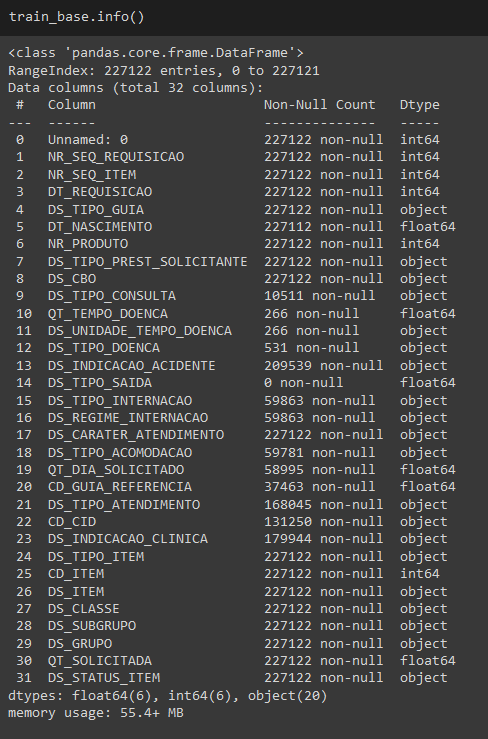 train_base.info()
<class 'pandas.core.frame.DataFrame'>
RangeIndex: 227122 entries, 0 to 227121
Data columns (total 32 columns):
 #   Column                     Non-Null Count   Dtype
---  ------                     --------------   -----
 0   Unnamed: 0                 227122 non-null  int64
 1   NR_SEQ_REQUISICAO          227122 non-null  int64
 2   NR_SEQ_ITEM                227122 non-null  int64
 3   DT_REQUISICAO              227122 non-null  int64
 4   DS_TIPO_GUIA               227122 non-null  object
 5   DT_NASCIMENTO              227112 non-null  float64
 6   NR_PRODUTO                 227122 non-null  int64
 7   DS_TIPO_PREST_SOLICITANTE  227122 non-null  object
 8   DS_CBO                     227122 non-null  object
 9   DS_TIPO_CONSULTA           10511 non-null   object
 10  QT_TEMPO_DOENCA            266 non-null     float64
 11  DS_UNIDADE_TEMPO_DOENCA    266 non-null     object
 12  DS_TIPO_DOENCA             531 non-null     object
 13  DS_INDICACAO_ACIDENTE      209539 non-null  object
 14  DS_TIPO_SAIDA              0 non-null       float64
 15  DS_TIPO_INTERNACAO         59863 non-null   object
 16  DS_REGIME_INTERNACAO       59863 non-null   object
 17  DS_CARATER_ATENDIMENTO     227122 non-null  object
 18  DS_TIPO_ACOMODACAO         59781 non-null   object
 19  QT_DIA_SOLICITADO          58995 non-null   float64
 20  CD_GUIA_REFERENCIA         37463 non-null   float64
 21  DS_TIPO_ATENDIMENTO        168045 non-null  object
 22  CD_CID                     131250 non-null  object
 23  DS_INDICACAO_CLINICA       179944 non-null  object
 24  DS_TIPO_ITEM               227122 non-null  object
 25  CD_ITEM                    227122 non-null  int64
 26  DS_ITEM                    227122 non-null  object
 27  DS_CLASSE                  227122 non-null  object
 28  DS_SUBGRUPO                227122 non-null  object
 29  DS_GRUPO                   227122 non-null  object
 30  QT_SOLICITADA              227122 non-null  float64
 31  DS_STATUS_ITEM             227122 non-null  object
dtypes: float64(6), int64(6), object(20)
memory usage: 55.4+ MB